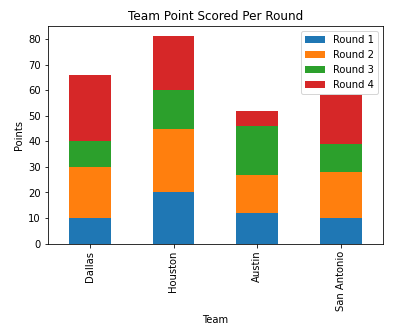 Team Point Scored Per Round
Round 1
Round 2
Round 3
Round 4
Points
80
70
60
50
40
30
20
10
0
Dallas
Houston
Austin
San Antonio
Team